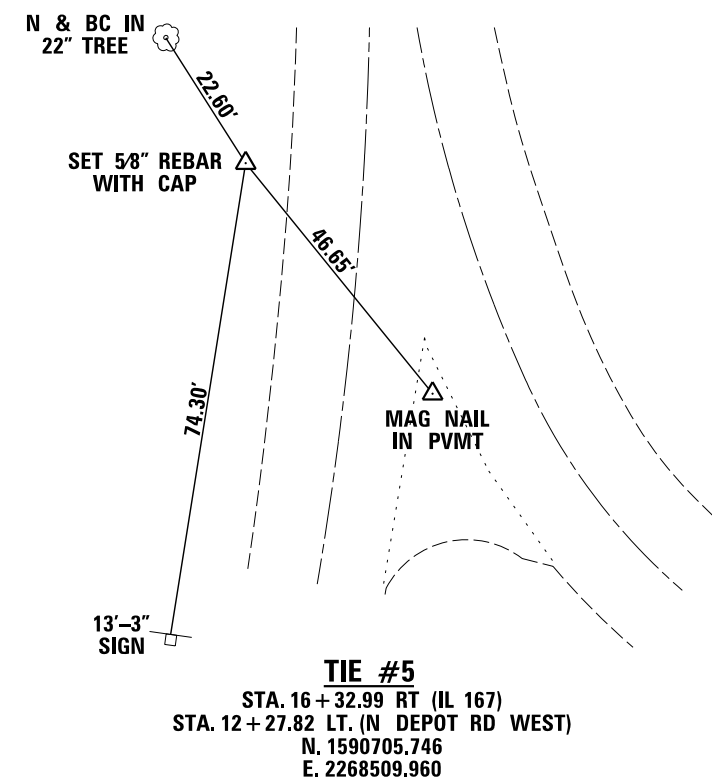 N & BC IN
22" TREE
22.60'
SET 5/8" REBAR
WITH CAP
46.65'
74.30'
MAG NAIL
IN PVMT
13'–3"
SIGN
TIE #5
STA. 16+32.99 RT (IL 167)
STA. 12+27.82 LT. (N DEPOT RD WEST)
N. 1590705.746
E. 2268509.960